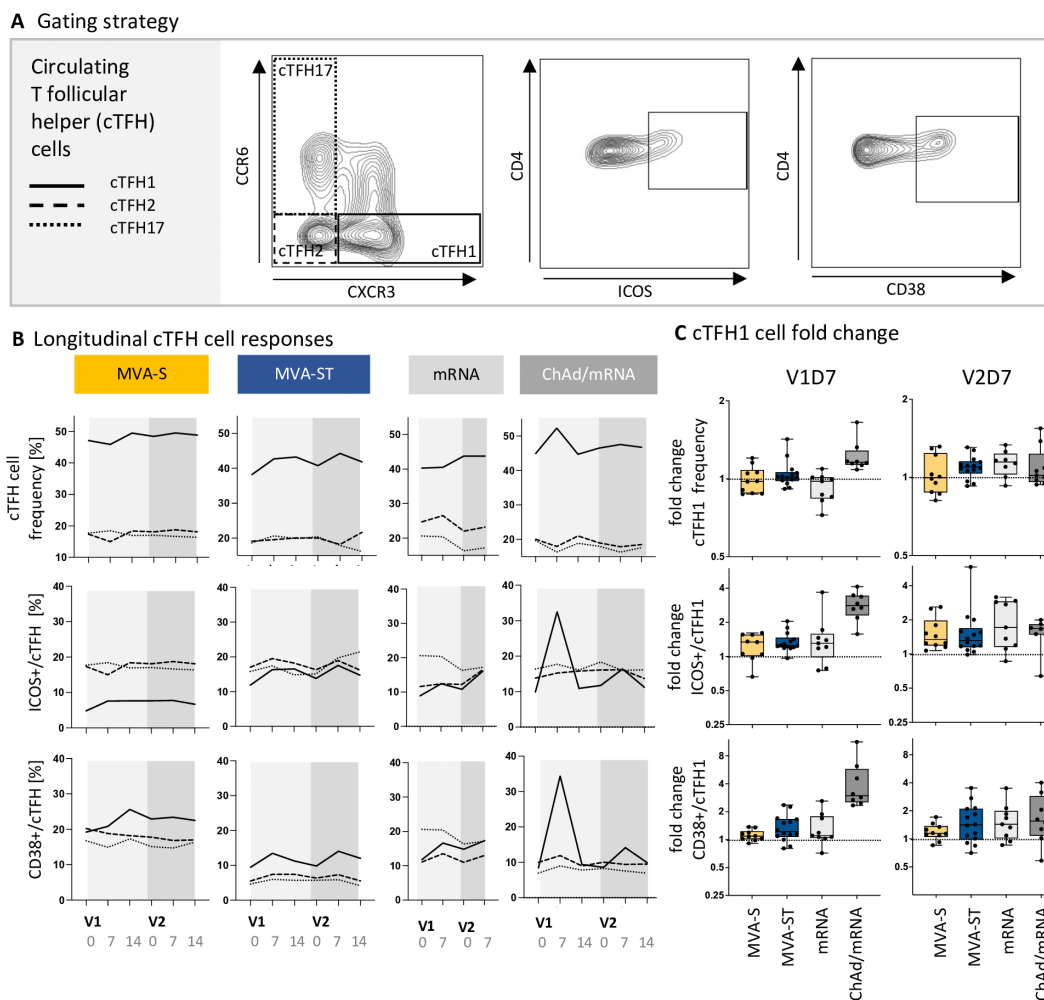 A Gating strategy
Circulating
T follicular
helper (cTFH)
cells
cTFH1
cTFH2
cTFH17
CCR6
cTFH17
cTFH2
cTFH1
CXCR3
CD4
ICOS
CD4
CD38
B Longitudinal cTFH cell responses
MVA-S
MVA-ST
mRNA
ChAd/mRNA
cTFH cell
frequency [%]
50
40
30
20
10
50
40
30
20
50
40
30
20
50
40
30
20
ICOS+/cTFH [%]
40
30
20
10
0
40
30
20
10
0
40
30
20
10
0
40
30
20
10
0
CD38+/cTFH [%]
40
30
20
10
0
40
30
20
10
0
40
30
20
10
0
40
30
20
10
0
V1 V2
0 7 14 0 7 14
V1 V2
0 7 14 0 7 14
V1 V2
0 7 0 7
V1 V2
0 7 14 0 7 14
C cTFH1 cell fold change
V1D7
V2D7
fold change
cTFH1 frequency
2
1
0.5
2
1
0.5
fold change
ICOS+/cTFH1
4
2
1
0.5
0.25
4
2
1
0.5
0.25
fold change
CD38+/cTFH1
8
4
2
1
0.5
0.25
8
4
2
1
0.5
0.25
MVA-S
MVA-ST
mRNA
ChAd/mRNA
MVA-S
MVA-ST
mRNA
ChAd/mRNA